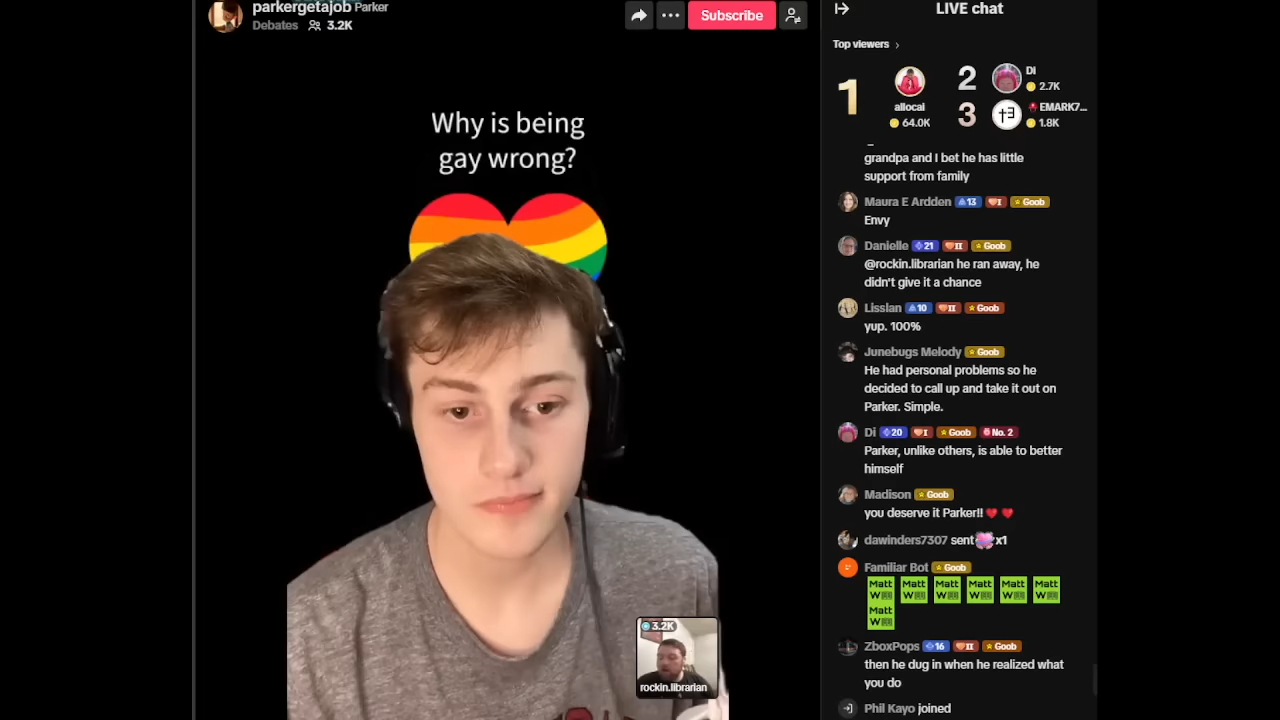 parkergetajob Parker
Debates 3.2K
Subscribe
Why is being
gay wrong?
3.2K
rockin.librarian
LIVE chat
Top viewers
1
allocai
64.0K
2
Di
2.7K
3
EMARK7...
1.8K
grandpa and I bet he has little
support from family
Maura E Ardden 13 I Goob
Envy
Danielle 21 II Goob
@rockin.librarian he ran away, he
didn't give it a chance
Lisslan 10 II Goob
yup. 100%
Junebugs Melody Goob
He had personal problems so he
decided to call up and take it out on
Parker. Simple.
Di 20 I Goob No. 2
Parker, unlike others, is able to better
himself
Madison Goob
you deserve it Parker!!
dawinders7307 sent x1
Familiar Bot Goob
Matt Matt Matt Matt Matt Matt
Matt
ZboxPops 16 II Goob
then he dug in when he realized what
you do
Phil Kayo joined